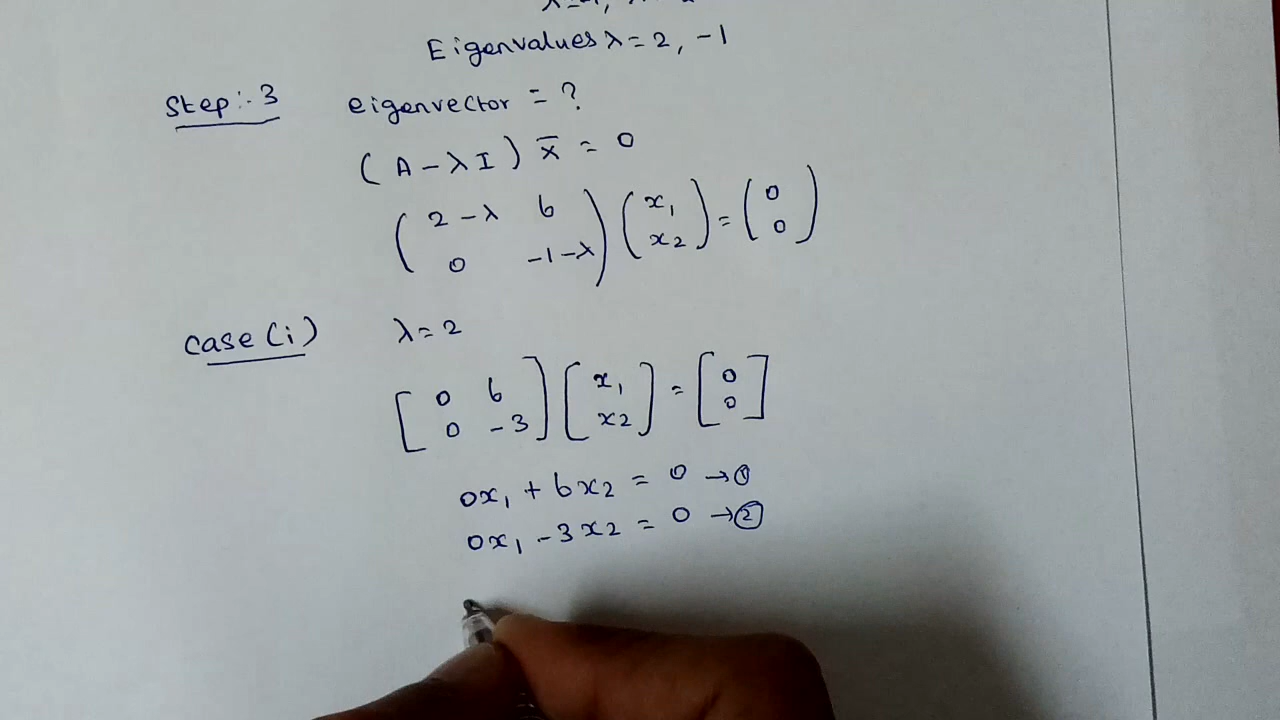 Eigenvalues λ = 2, -1
Step:- 3 eigenvector = ?
(A - λI) x̄ = 0
( 2-λ 6 ) ( x₁ ) = ( 0 )
( 0 -1-λ ) ( x₂ ) ( 0 )
case (i) λ = 2
[ 0 6 ] [ x₁ ] = [ 0 ]
[ 0 -3 ] [ x₂ ] [ 0 ]
0x₁ + 6x₂ = 0 → ①
0x₁ - 3x₂ = 0 → ②